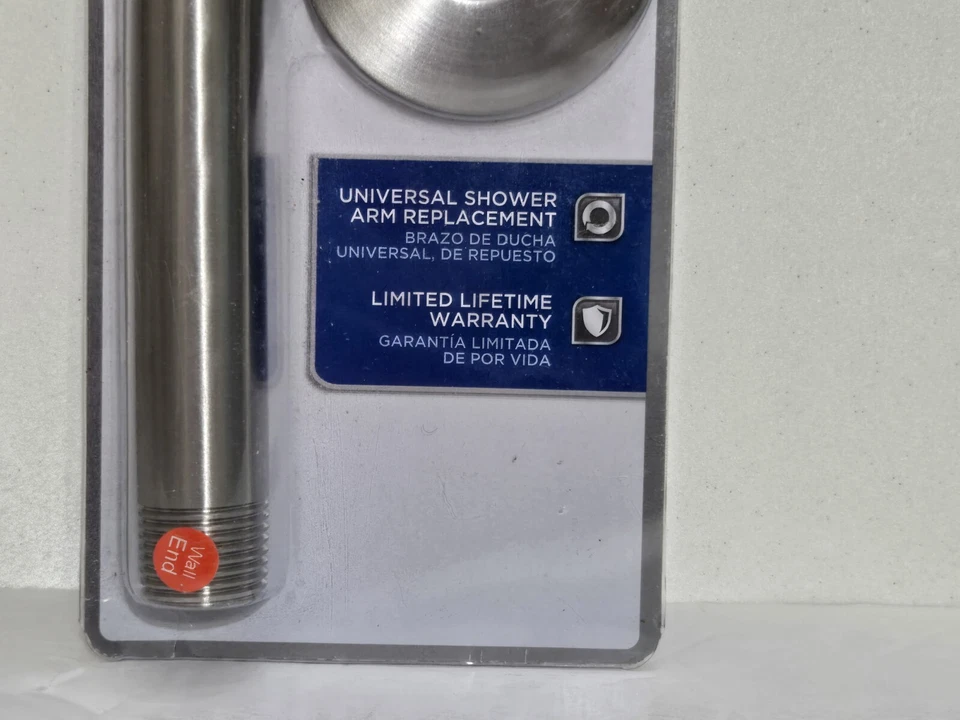 UNIVERSAL SHOWER
ARM REPLACEMENT
BRAZO DE DUCHA
UNIVERSAL, DE REPUESTO
LIMITED LIFETIME
WARRANTY
GARANTÍA LIMITADA
DE POR VIDA
Wall
End